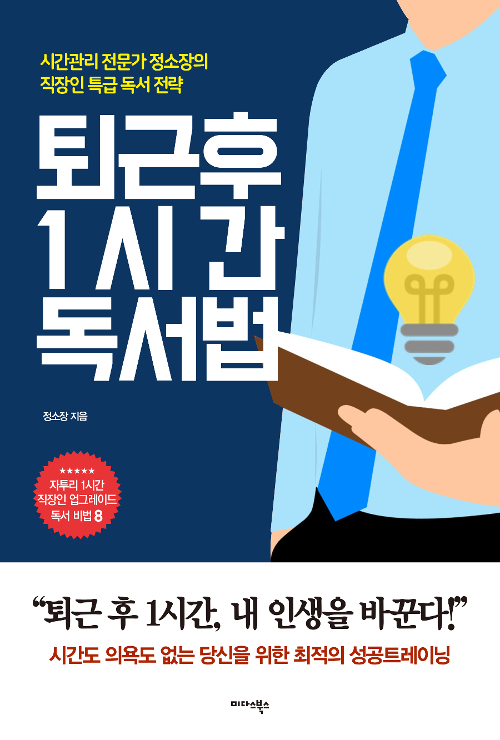 시간관리 전문가 정소장의
직장인 특급 독서 전략
퇴근후
1시간
독서법
정소장 지음
★★★★★
자투리 1시간
직장인 업그레이드
독서 비법 8
“퇴근 후 1시간, 내 인생을 바꾼다!”
시간도 의욕도 없는 당신을 위한 최적의 성공트레이닝
미다스북스